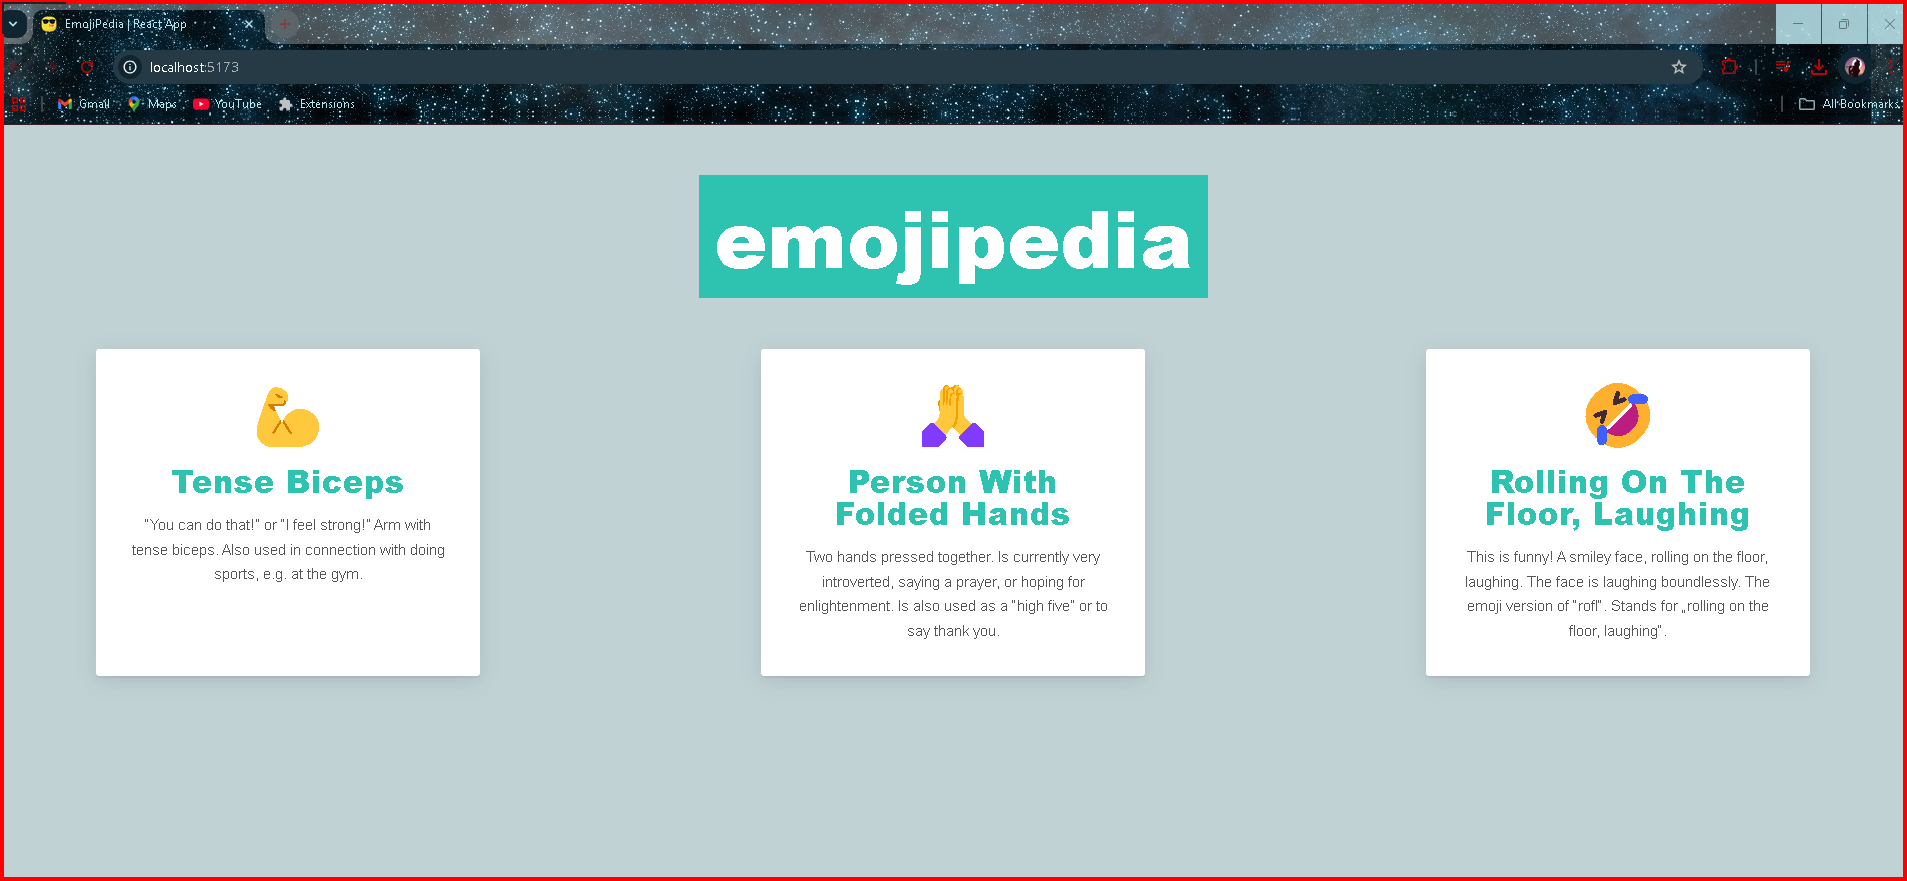 EmojiPedia | React App
localhost:5173
Gmail
Maps
YouTube
Extensions
All Bookmarks
emojipedia
Tense Biceps
“You can do that!” or “I feel strong!” Arm with
tense biceps. Also used in connection with doing
sports, e.g. at the gym.
Person With
Folded Hands
Two hands pressed together. Is currently very
introverted, saying a prayer, or hoping for
enlightenment. Is also used as a “high five” or to
say thank you.
Rolling On The
Floor, Laughing
This is funny! A smiley face, rolling on the floor,
laughing. The face is laughing boundlessly. The
emoji version of “rofl“. Stands for „rolling on the
floor, laughing“.